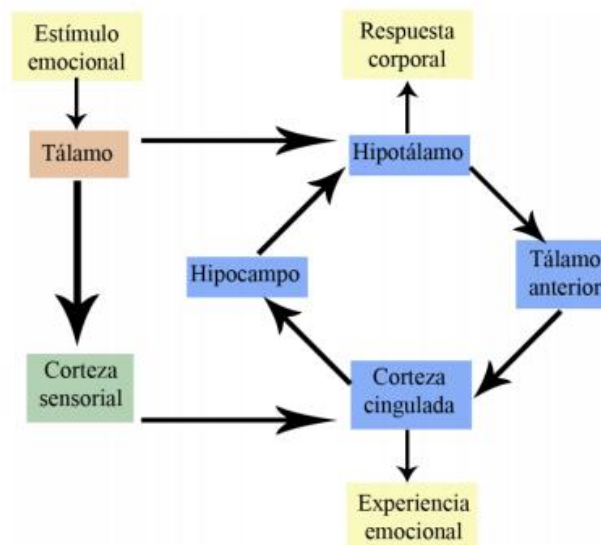 Estímulo
emocional
Respuesta
corporal
Tálamo
Hipotálamo
Hipocampo
Tálamo
anterior
Corteza
sensorial
Corteza
cingulada
Experiencia
emocional